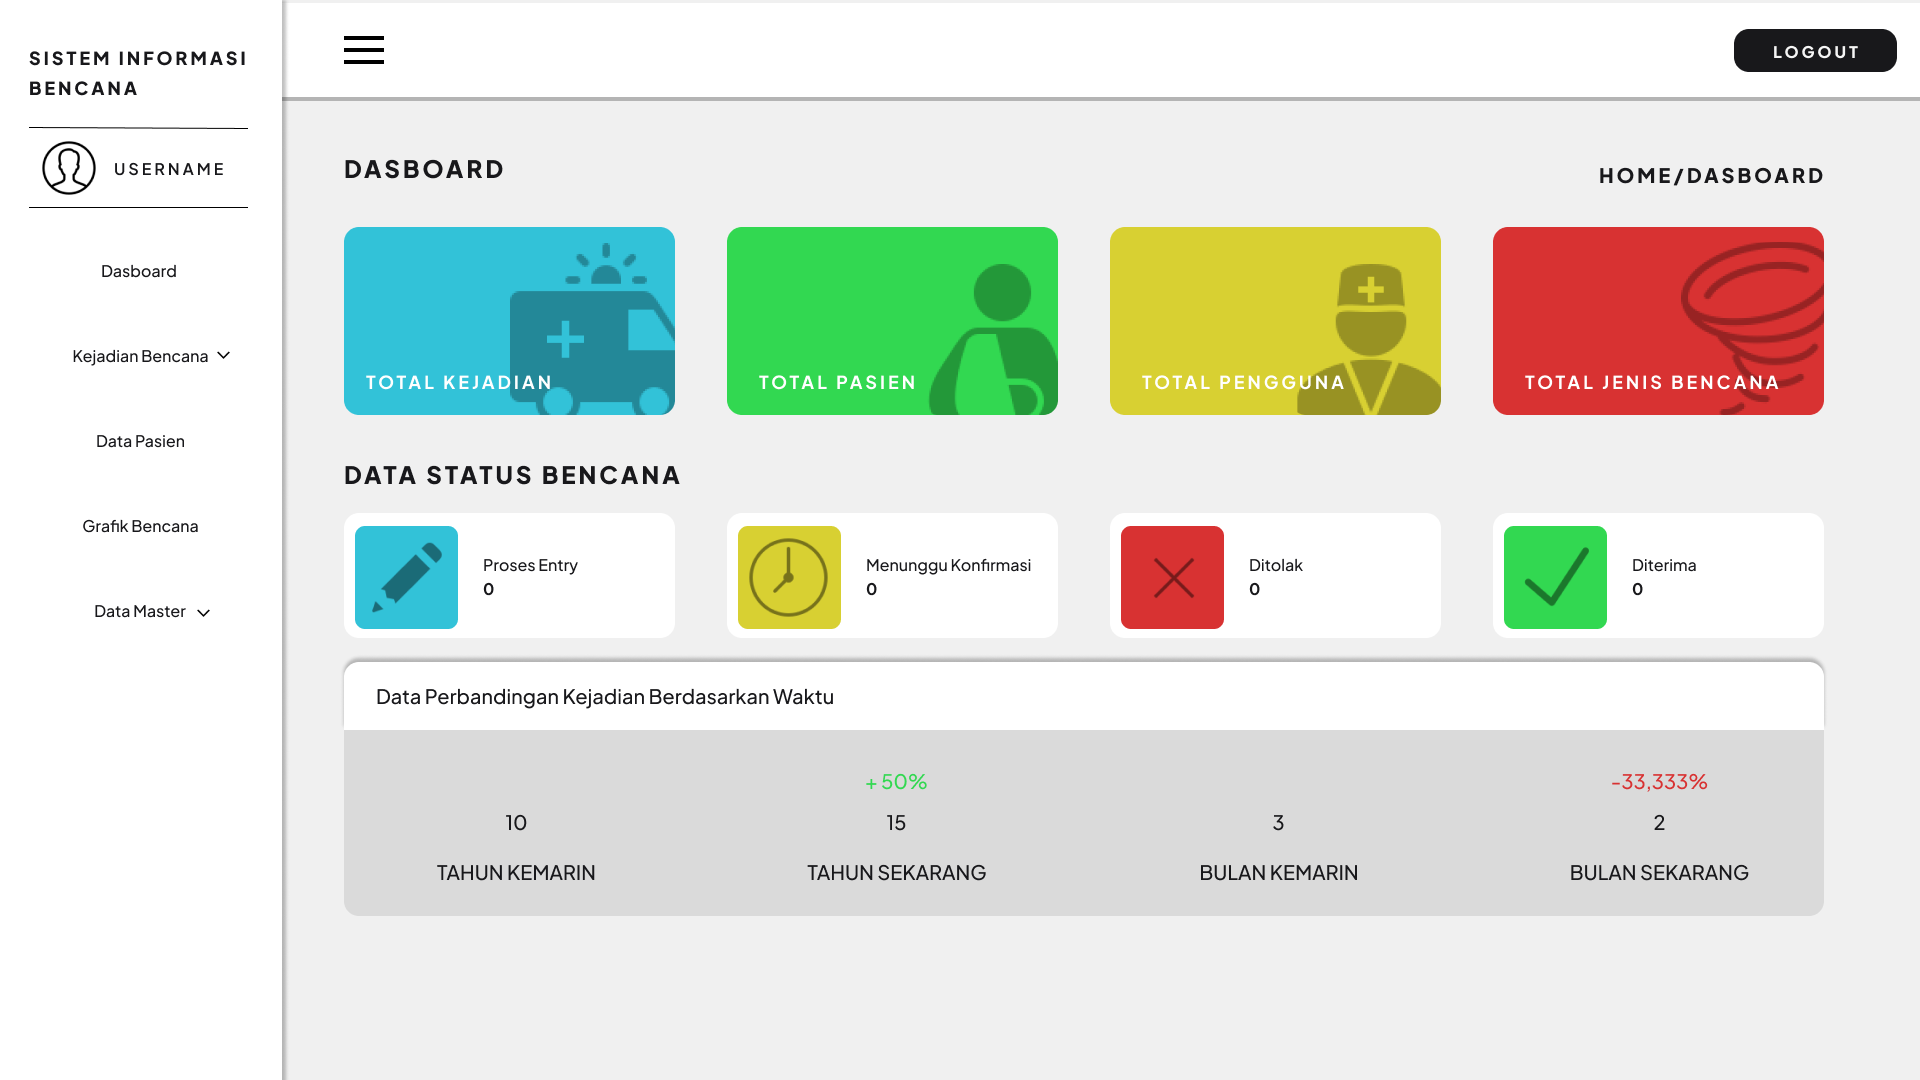 SISTEM INFORMASI
BENCANA
USERNAME
Dasboard
Kejadian Bencana
Data Pasien
Grafik Bencana
Data Master
LOGOUT
DASBOARD
HOME/DASBOARD
TOTAL KEJADIAN
TOTAL PASIEN
TOTAL PENGGUNA
TOTAL JENIS BENCANA
DATA STATUS BENCANA
Proses Entry
0
Menunggu Konfirmasi
0
Ditolak
0
Diterima
0
Data Perbandingan Kejadian Berdasarkan Waktu
10
TAHUN KEMARIN
+ 50%
15
TAHUN SEKARANG
3
BULAN KEMARIN
-33,333%
2
BULAN SEKARANG